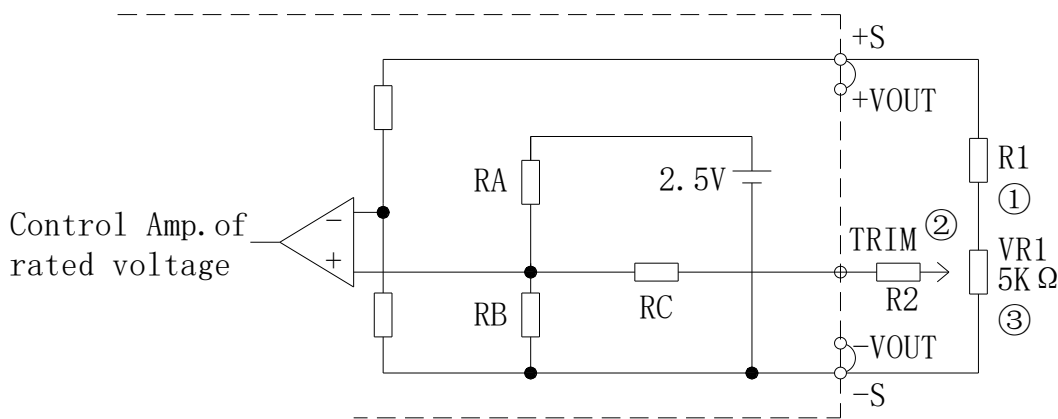 +S
+VOUT
R1
①
RA
2.5V
Control Amp.of
rated voltage
−
+
TRIM
②
VR1
5KΩ
③
RB
RC
R2
−VOUT
−S